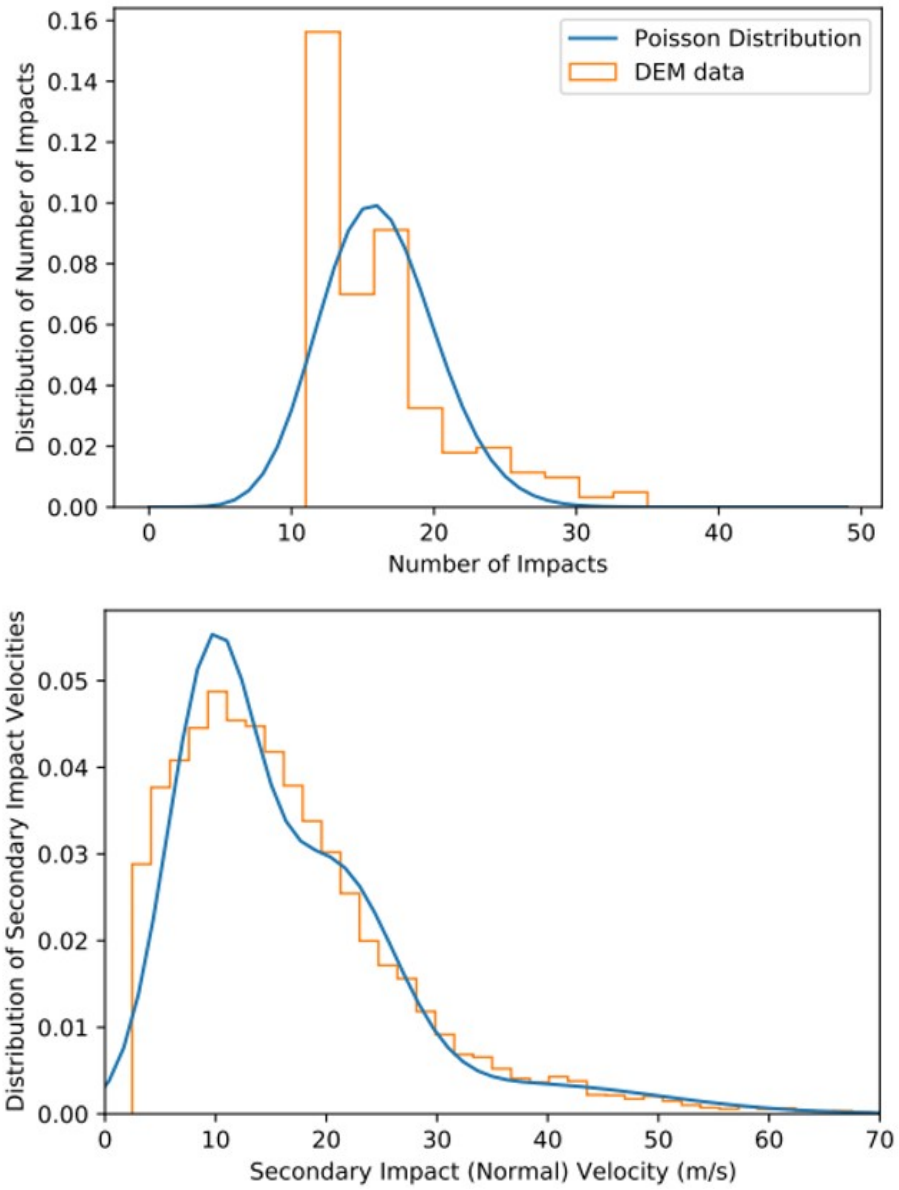 0.16
0.14
0.12
0.10
0.08
0.06
0.04
0.02
0.00
Distribution of Number of Impacts
Poisson Distribution
DEM data
0 10 20 30 40 50
Number of Impacts
0.05
0.04
0.03
0.02
0.01
0.00
Distribution of Secondary Impact Velocities
0 10 20 30 40 50 60 70
Secondary Impact (Normal) Velocity (m/s)